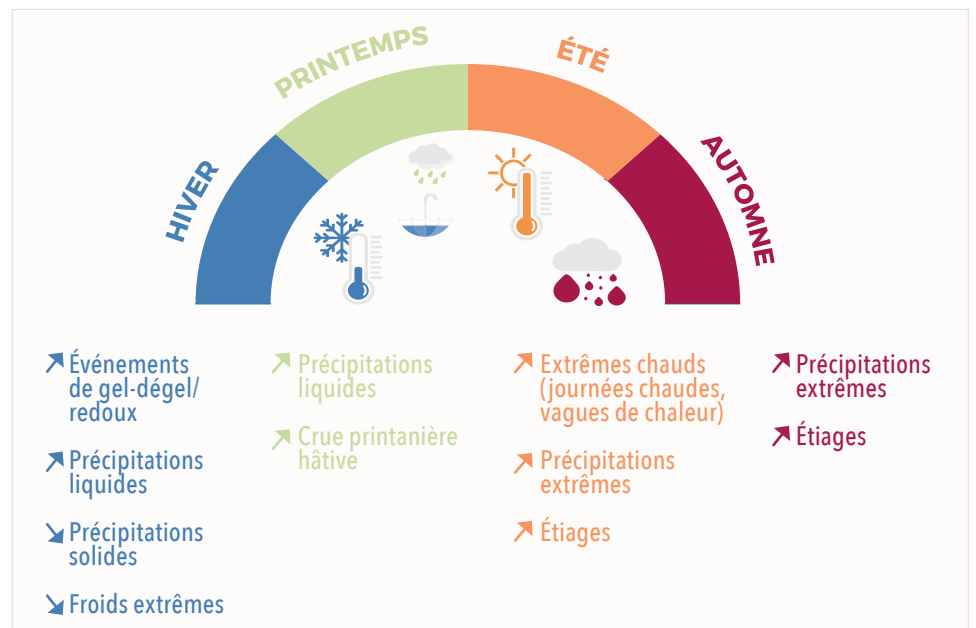 HIVER
PRINTEMPS
ÉTÉ
AUTOMNE
Événements
de gel-dégel/
redoux
Précipitations
liquides
Précipitations
solides
Froids extrêmes
Précipitations
liquides
Crue printanière
hâtive
Extrêmes chauds
(journées chaudes,
vagues de chaleur)
Précipitations
extrêmes
Étiages
Précipitations
extrêmes
Étiages